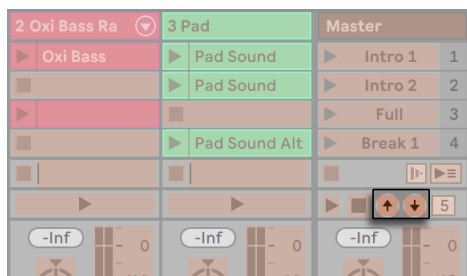 2 Oxi Bass Ra 3 Pad Master
Oxi Bass Pad Sound Intro 1 1
Pad Sound Intro 2 2
Full 3
Pad Sound Alt Break 1 4
5
-Inf 0 -Inf 0 -Inf 0